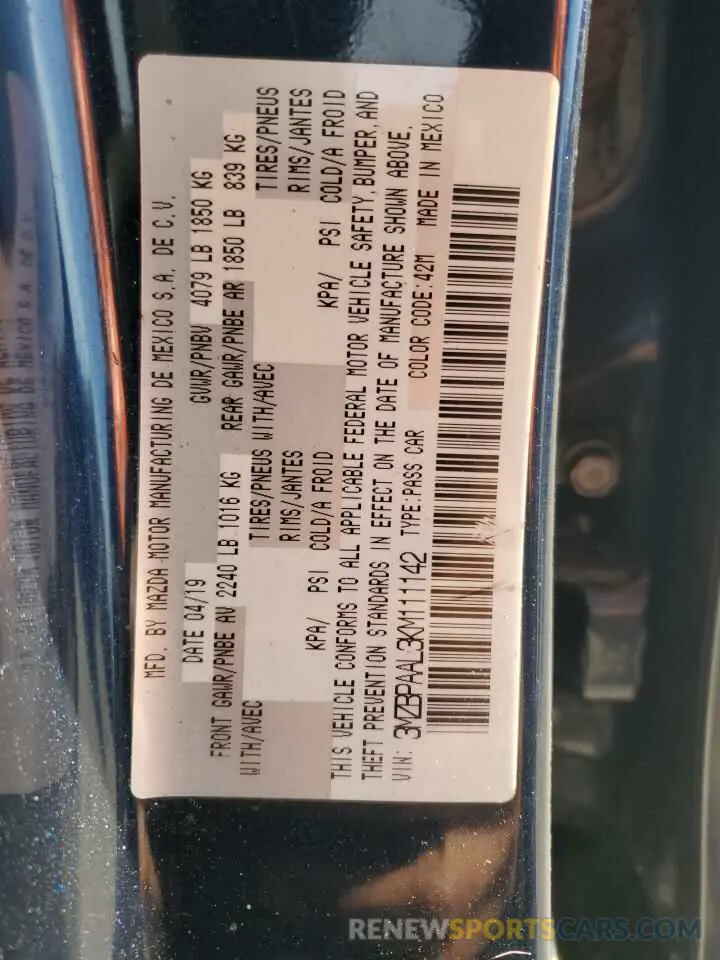 MFD. BY MAZDA MOTOR MANUFACTURING DE MEXICO S.A. DE C.V.
DATE 04/19 GVWR/PNBV 4079 LB 1850 KG
FRONT GAWR/PNBE AV 2240 LB 1016 KG REAR GAWR/PNBE AR 1850 LB 839 KG
WITH/AVEC TIRES/PNEUS WITH/AVEC TIRES/PNEUS
RIMS/JANTES RIMS/JANTES
KPA/ PSI COLD/A FROID KPA/ PSI COLD/A FROID
THIS VEHICLE CONFORMS TO ALL APPLICABLE FEDERAL MOTOR VEHICLE SAFETY, BUMPER, AND
THEFT PREVENTION STANDARDS IN EFFECT ON THE DATE OF MANUFACTURE SHOWN ABOVE.
VIN: 3MZBPAAL3KM111142 TYPE:PASS CAR COLOR CODE:42M MADE IN MEXICO
RENEWSPORTSCARS.COM